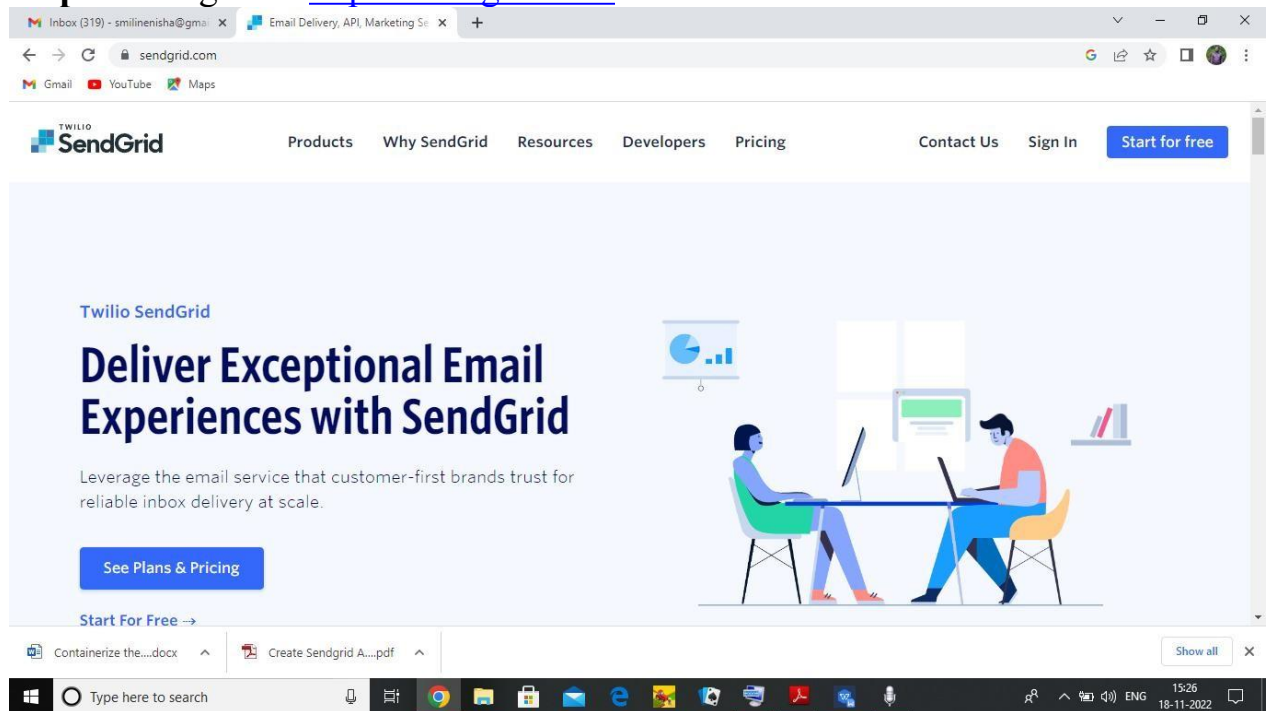 Inbox (319) - smilinenisha@gmai
Email Delivery, API, Marketing Se
sendgrid.com
Gmail YouTube Maps
TWILIO
SendGrid
Products Why SendGrid Resources Developers Pricing Contact Us Sign In Start for free
Twilio SendGrid
Deliver Exceptional Email
Experiences with SendGrid
Leverage the email service that customer-first brands trust for
reliable inbox delivery at scale.
See Plans & Pricing
Start For Free →
Containerize the....docx Create Sendgrid A....pdf Show all
Type here to search ENG 15:26
18-11-2022